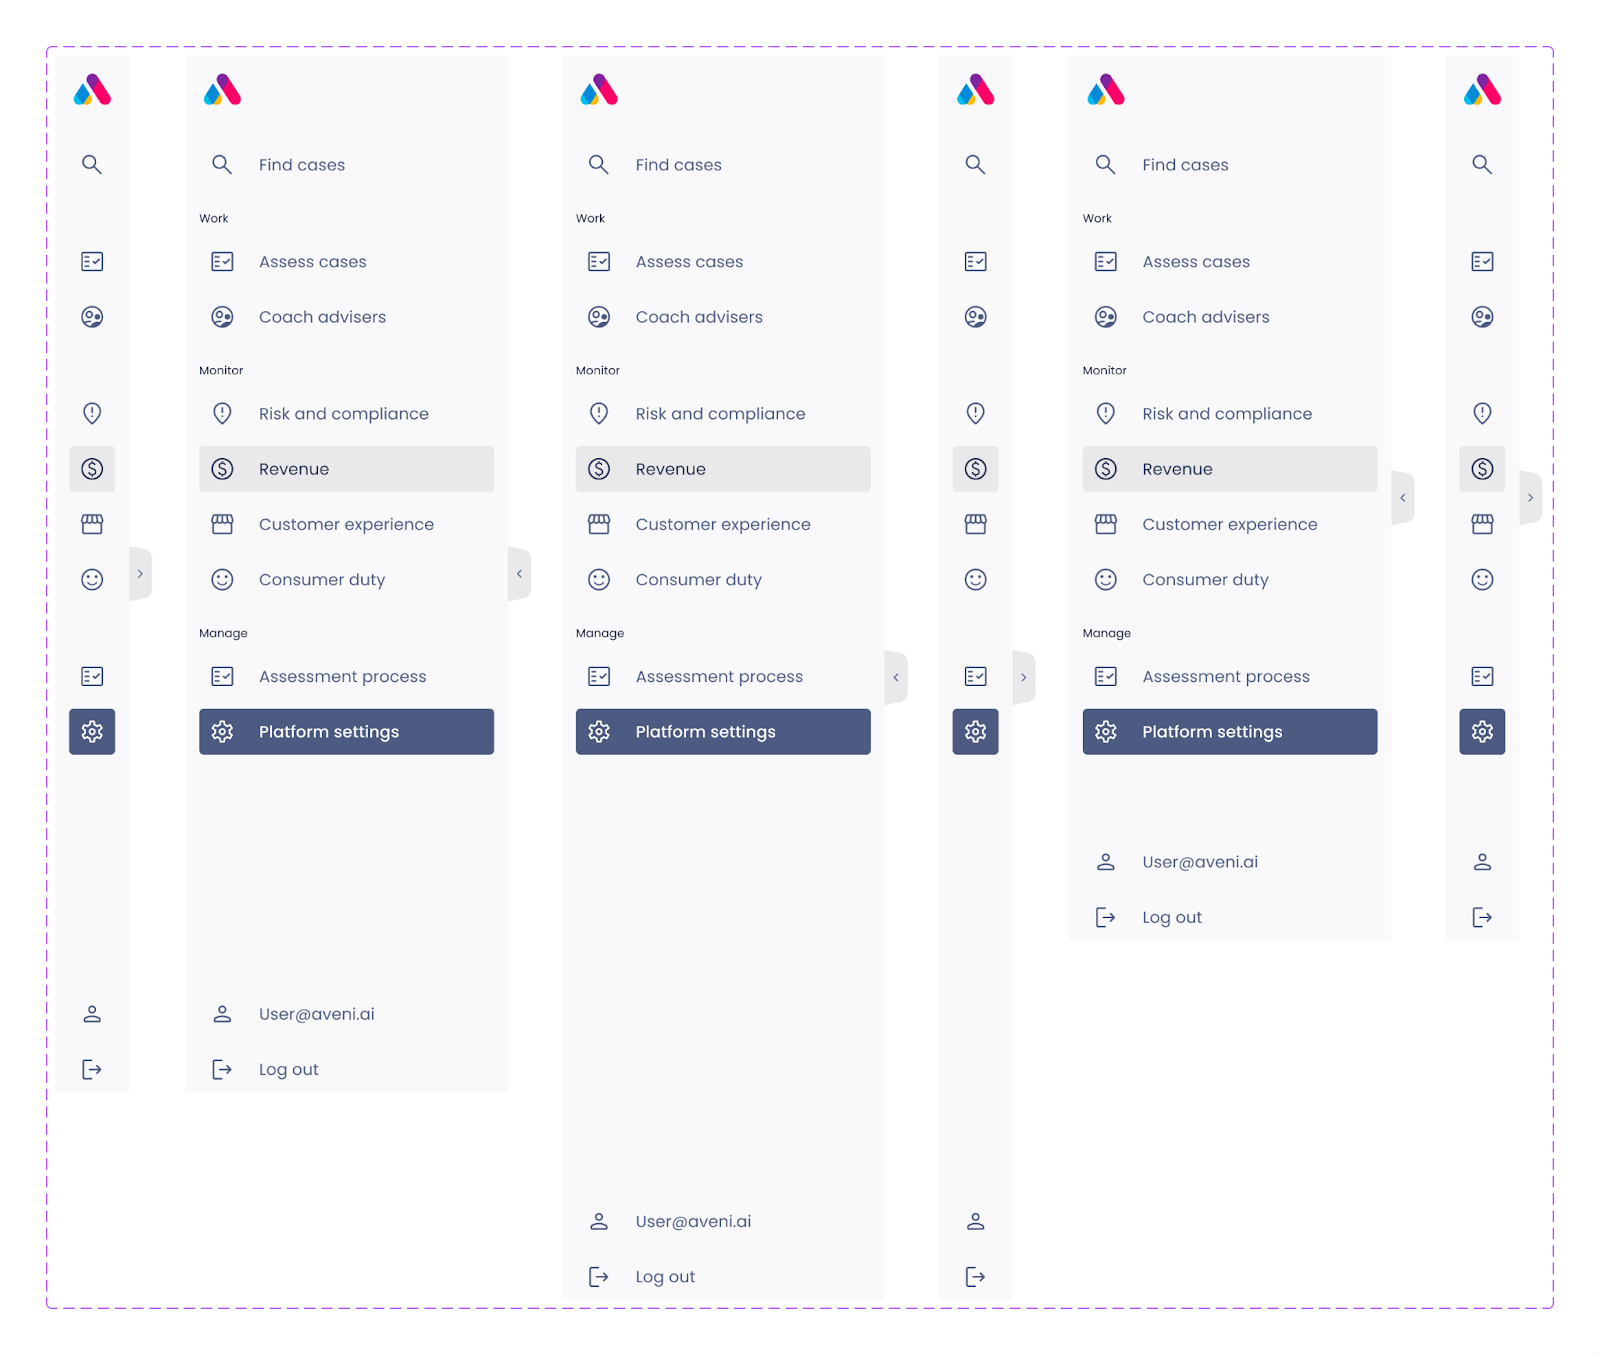 Find cases
Work
Assess cases
Coach advisers
Monitor
Risk and compliance
Revenue
Customer experience
Consumer duty
Manage
Assessment process
Platform settings
User@aveni.ai
Log out
Find cases
Work
Assess cases
Coach advisers
Monitor
Risk and compliance
Revenue
Customer experience
Consumer duty
Manage
Assessment process
Platform settings
User@aveni.ai
Log out
Find cases
Work
Assess cases
Coach advisers
Monitor
Risk and compliance
Revenue
Customer experience
Consumer duty
Manage
Assessment process
Platform settings
User@aveni.ai
Log out